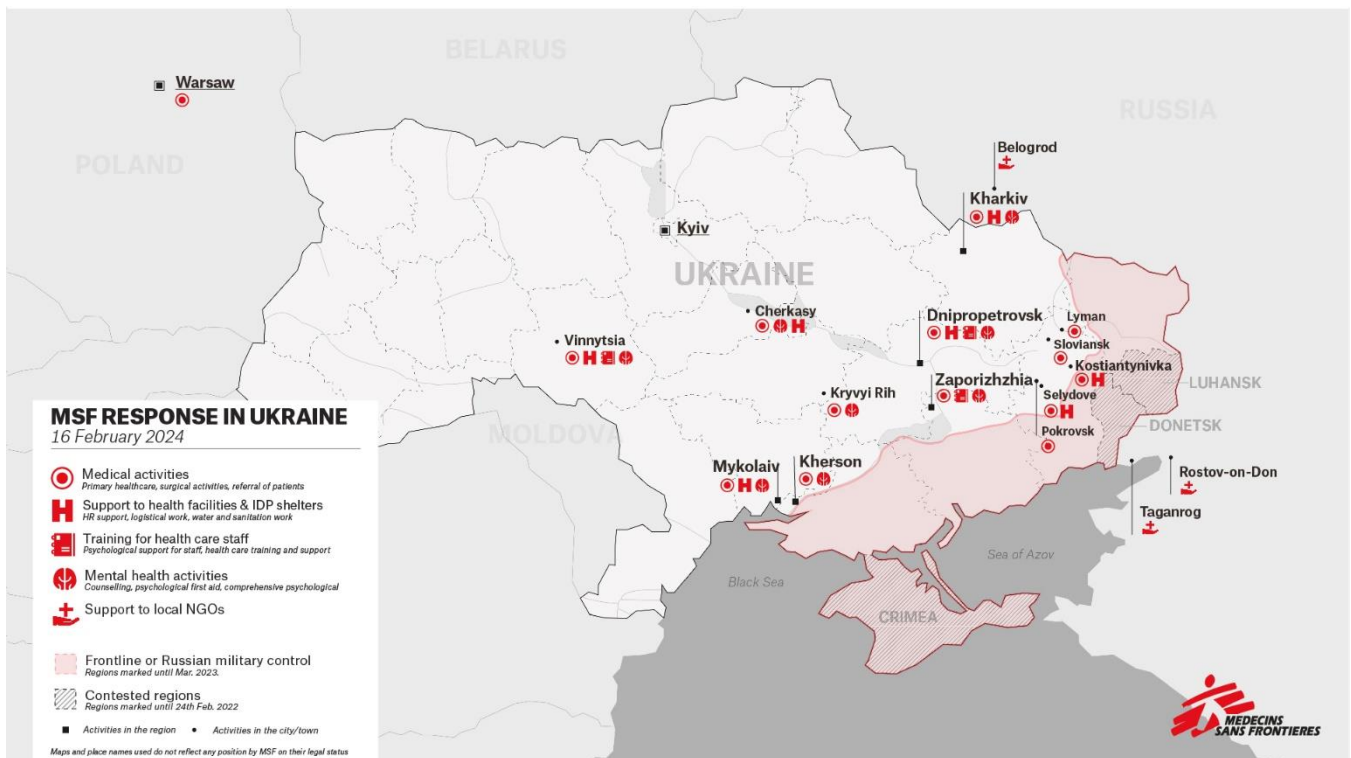 BELARUS
Warsaw
RUSSIA
POLAND
Belogrod
Kharkiv
Kyiv
UKRAINE
Cherkasy
Dnipropetrovsk
Lyman
Vinnytsia
Sloviansk
Kostiantynivka
Zaporizhzhia
LUHANSK
Kryvyi Rih
Selydove
DONETSK
MOLDOVA
Pokrovsk
Mykolaiv
Kherson
Rostov-on-Don
Taganrog
Sea of Azov
Black Sea
CRIMEA
MSF RESPONSE IN UKRAINE
16 February 2024
Medical activities
Primary healthcare, surgical activities, referral of patients
Support to health facilities & IDP shelters
HR support, logistical work, water and sanitation work
Training for health care staff
Psychological support for staff, health care training and support
Mental health activities
Counselling, psychological first aid, comprehensive psychological
Support to local NGOs
Frontline or Russian military control
Regions marked until Mar. 2023.
Contested regions
Regions marked until 24th Feb. 2022
Activities in the region
Activities in the city/town
Maps and place names used do not reflect any position by MSF on their legal status
MEDECINS
SANS FRONTIERES